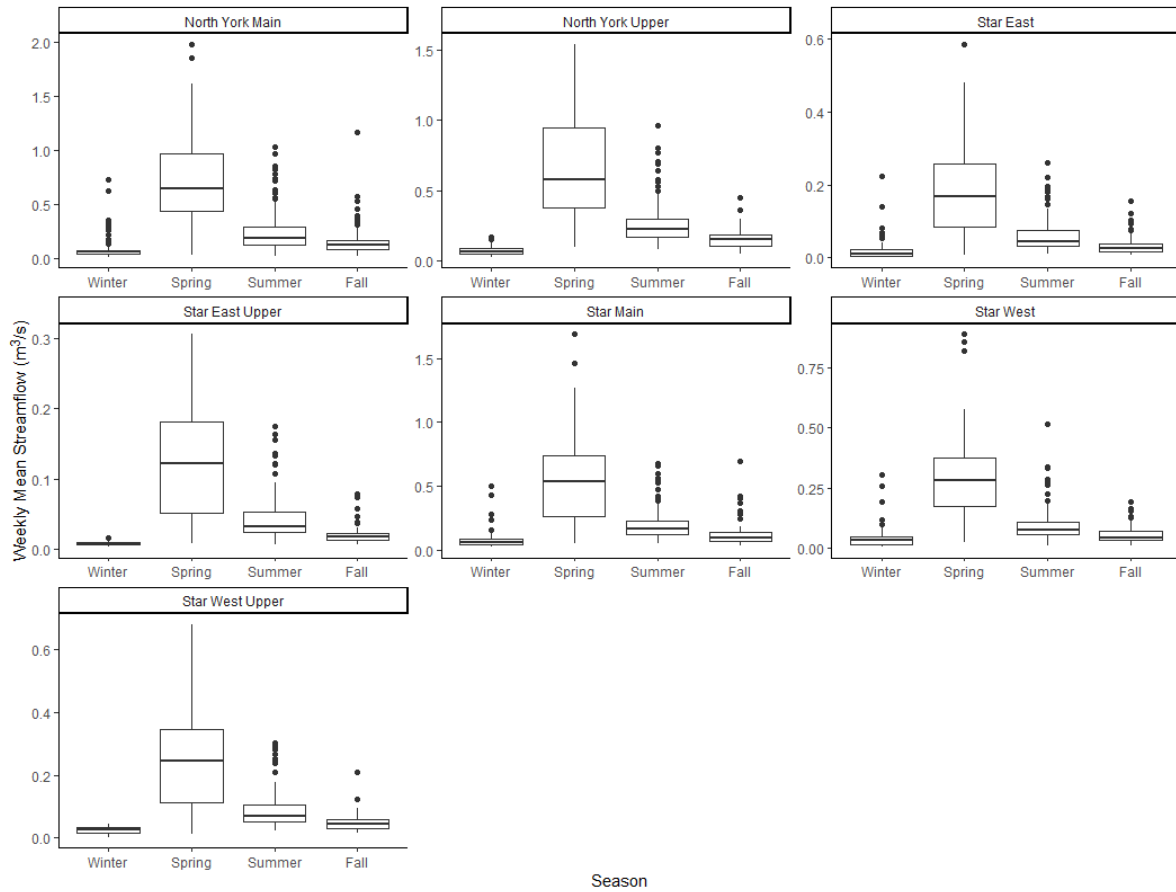 North York Main
North York Upper
Star East
2.0
1.5
1.0
0.5
0.0
1.5
1.0
0.5
0.0
0.6
0.4
0.2
0.0
Winter Spring Summer Fall
Winter Spring Summer Fall
Winter Spring Summer Fall
Weekly Mean Streamflow (m³/s)
Star East Upper
Star Main
Star West
0.3
0.2
0.1
0.0
1.5
1.0
0.5
0.0
0.75
0.50
0.25
0.00
Winter Spring Summer Fall
Winter Spring Summer Fall
Winter Spring Summer Fall
Star West Upper
0.6
0.4
0.2
0.0
Winter Spring Summer Fall
Season